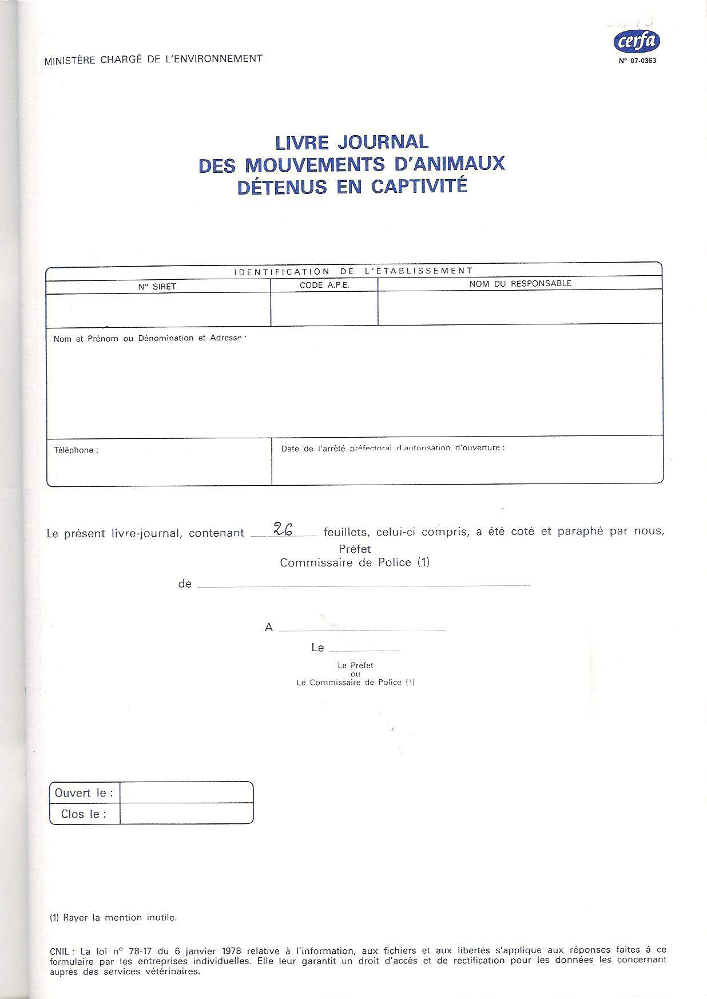 cerfa
N° 07-0363
MINISTÈRE CHARGÉ DE L'ENVIRONNEMENT
LIVRE JOURNAL
DES MOUVEMENTS D'ANIMAUX
DÉTENUS EN CAPTIVITÉ
IDENTIFICATION DE L'ÉTABLISSEMENT
N° SIRET CODE A.P.E. NOM DU RESPONSABLE
Nom et Prénom ou Dénomination et Adresse :
Téléphone : Date de l'arrêté préfectoral d'autorisation d'ouverture :
Le présent livre-journal, contenant 26 feuillets, celui-ci compris, a été coté et paraphé par nous,
Préfet
Commissaire de Police (1)
de
A
Le
Le Préfet
ou
Le Commissaire de Police (1)
Ouvert le :
Clos le :
(1) Rayer la mention inutile.
CNIL : La loi n° 78-17 du 6 janvier 1978 relative à l'information, aux fichiers et aux libertés s'applique aux réponses faites à ce
formulaire par les entreprises individuelles. Elle leur garantit un droit d'accès et de rectification pour les données les concernant
auprès des services vétérinaires.